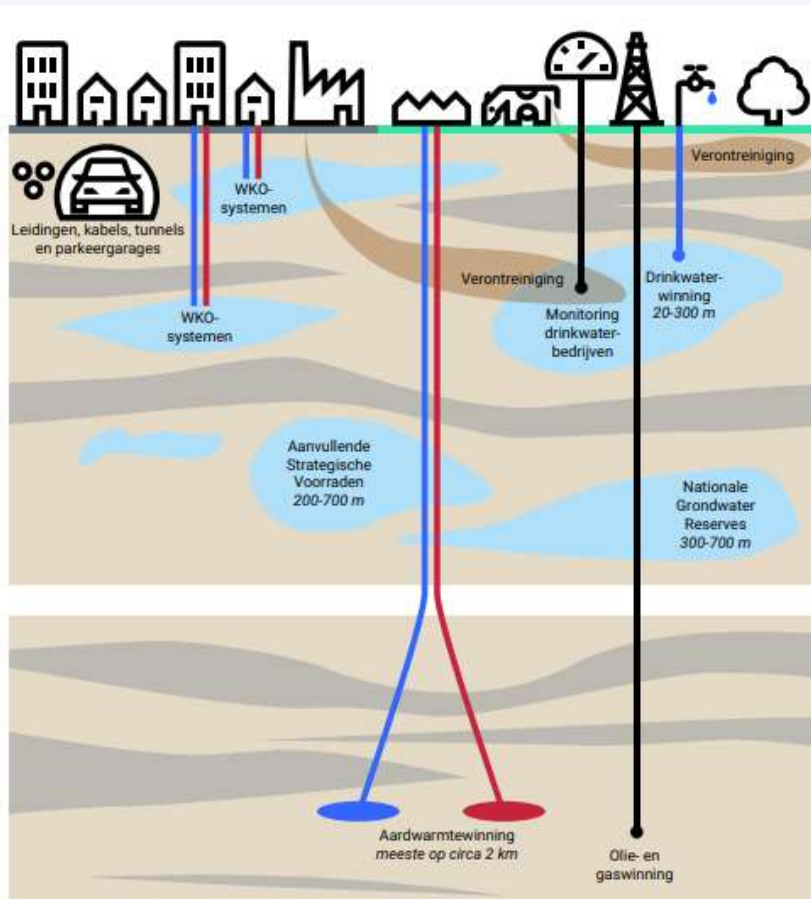 Verontreiniging
WKO-
systemen
Leidingen, kabels, tunnels
en parkeergarages
Verontreiniging
Drinkwater-
winning
20-300 m
WKO-
systemen
Monitoring
drinkwater-
bedrijven
Aanvullende
Strategische
Voorraden
200-700 m
Nationale
Grondwater
Reserves
300-700 m
Aardwarmtewinning
meeste op circa 2 km
Olie- en
gaswinning